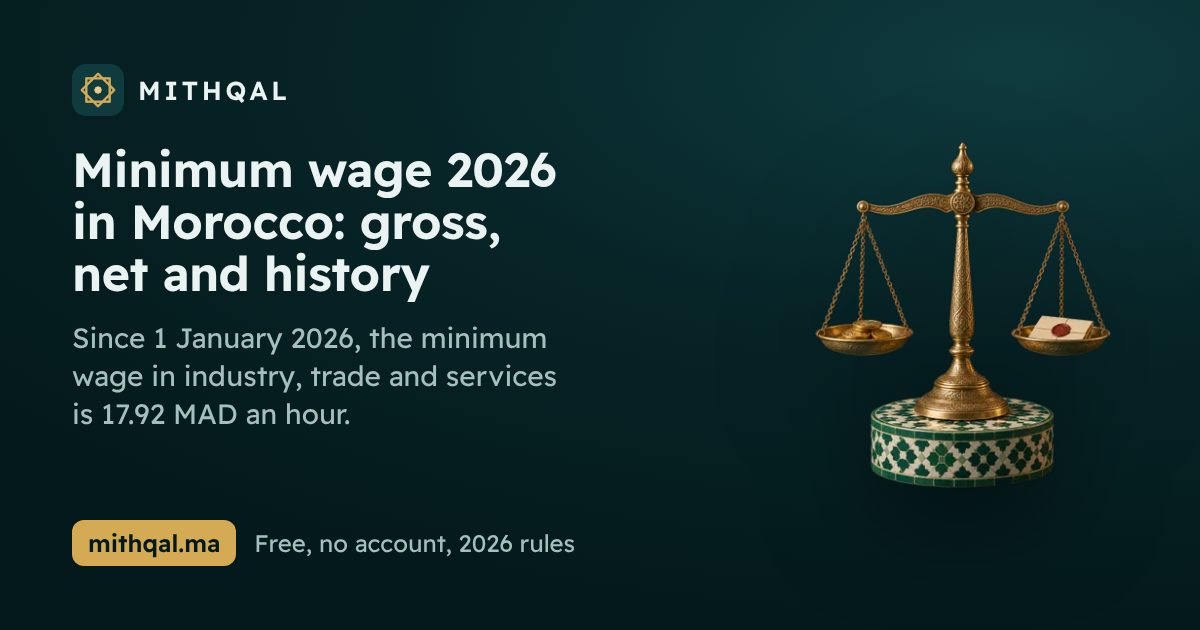 MITHQAL
Minimum wage 2026
in Morocco: gross,
net and history
Since 1 January 2026, the minimum
wage in industry, trade and services
is 17.92 MAD an hour.
mithqal.ma
Free, no account, 2026 rules